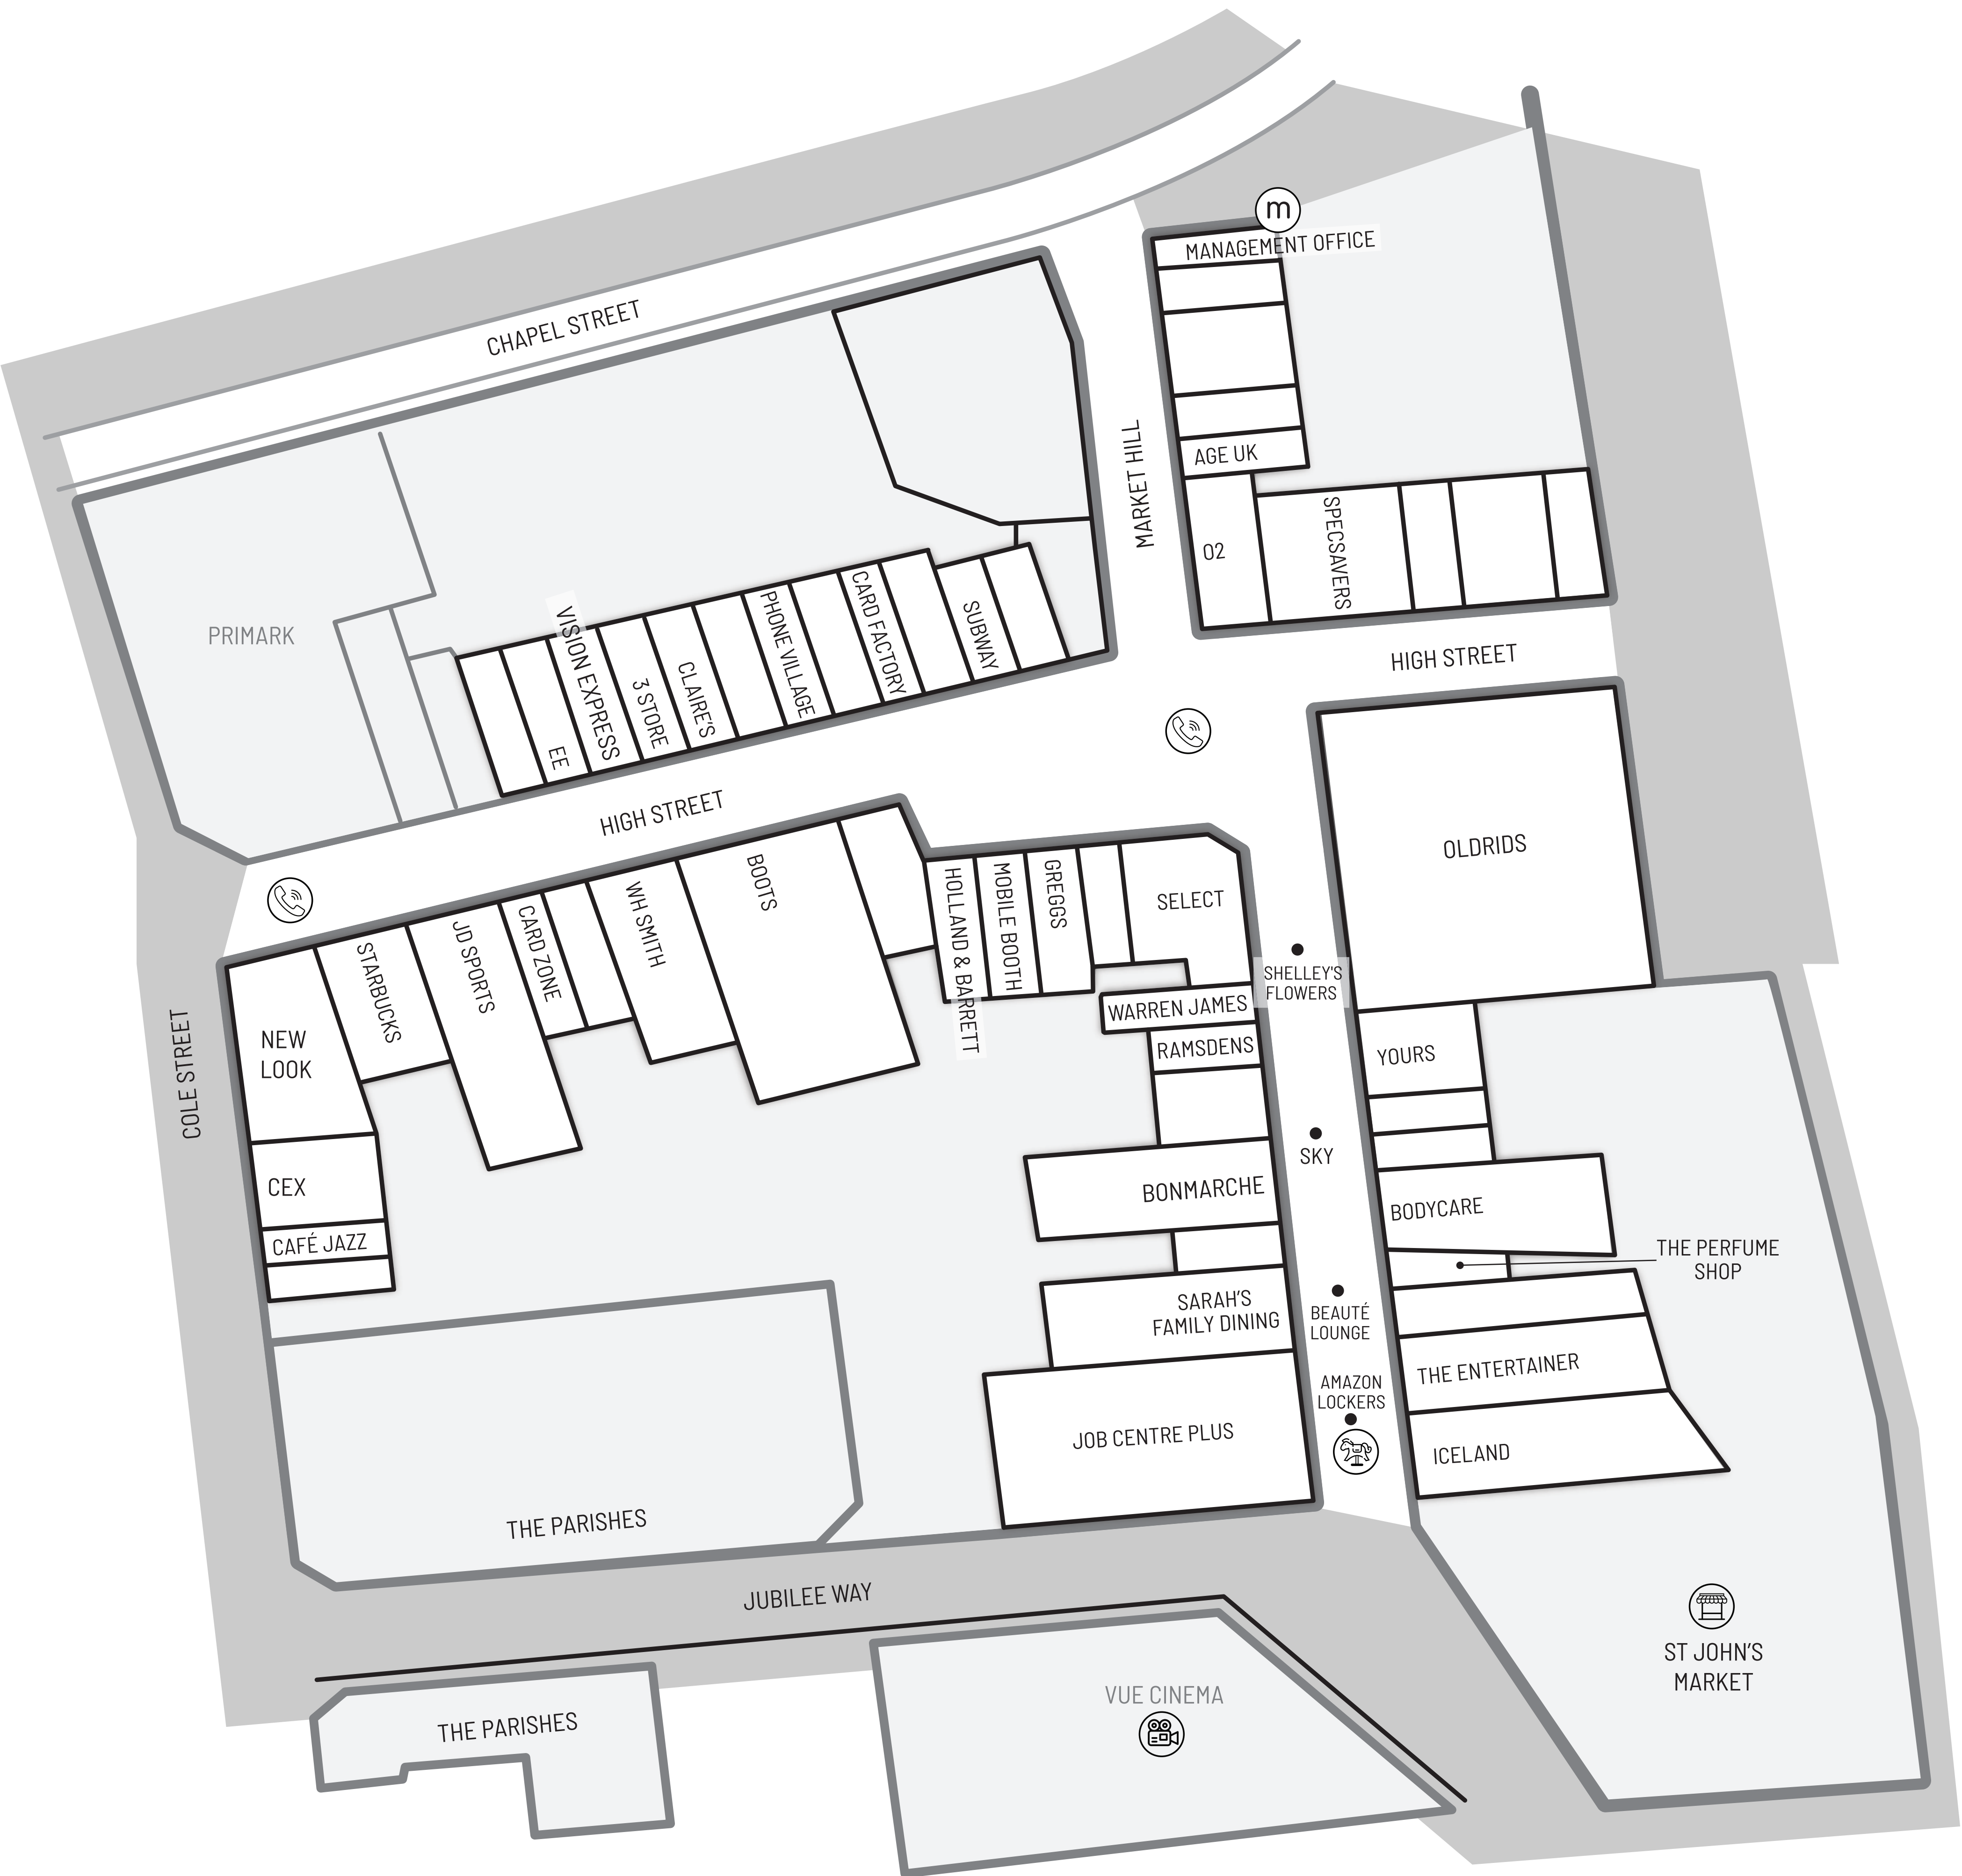 m
MANAGEMENT OFFICE
CHAPEL STREET
MARKET HILL
AGE UK
O2
SPECSAVERS
PRIMARK
EE
VISION EXPRESS
3 STORE
CLAIRE'S
PHONE VILLAGE
CARD FACTORY
SUBWAY
HIGH STREET
HIGH STREET
OLDRIDS
COLE STREET
NEW
LOOK
STARBUCKS
JD SPORTS
CARD ZONE
WH SMITH
BOOTS
HOLLAND & BARRETT
MOBILE BOOTH
GREGGS
SELECT
SHELLEY'S
FLOWERS
WARREN JAMES
RAMSDENS
YOURS
CEX
CAFÉ JAZZ
SKY
BONMARCHE
BODYCARE
THE PERFUME
SHOP
SARAH'S
FAMILY DINING
BEAUTÉ
LOUNGE
THE ENTERTAINER
AMAZON
LOCKERS
JOB CENTRE PLUS
ICELAND
THE PARISHES
JUBILEE WAY
ST JOHN'S
MARKET
THE PARISHES
VUE CINEMA